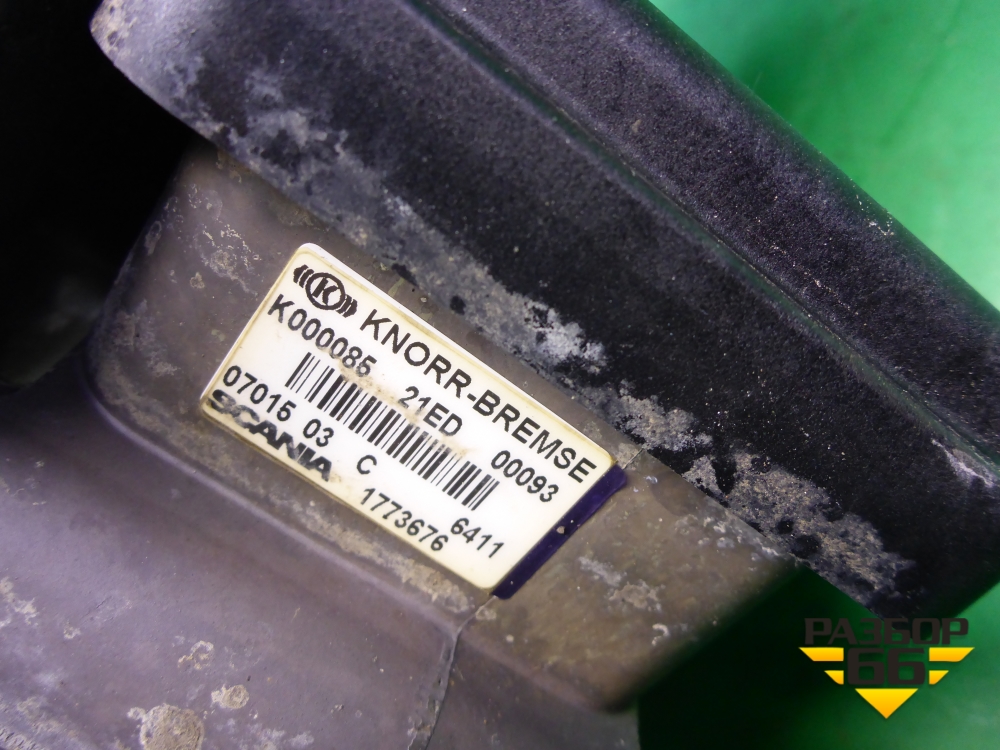 K KNORR-BREMSE
K000085 21ED 00093
07015 03 C 6411
SCANIA 1773676
РАЗБОР
66